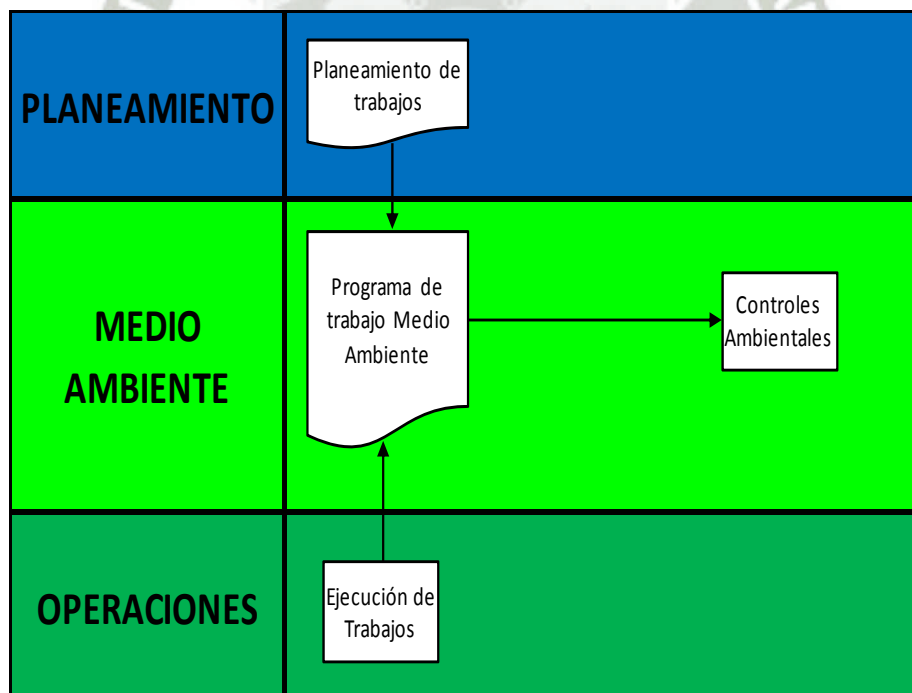 PLANEAMIENTO
Planeamiento de
trabajos
MEDIO
AMBIENTE
Programa de
trabajo Medio
Ambiente
Controles
Ambientales
OPERACIONES
Ejecución de
Trabajos